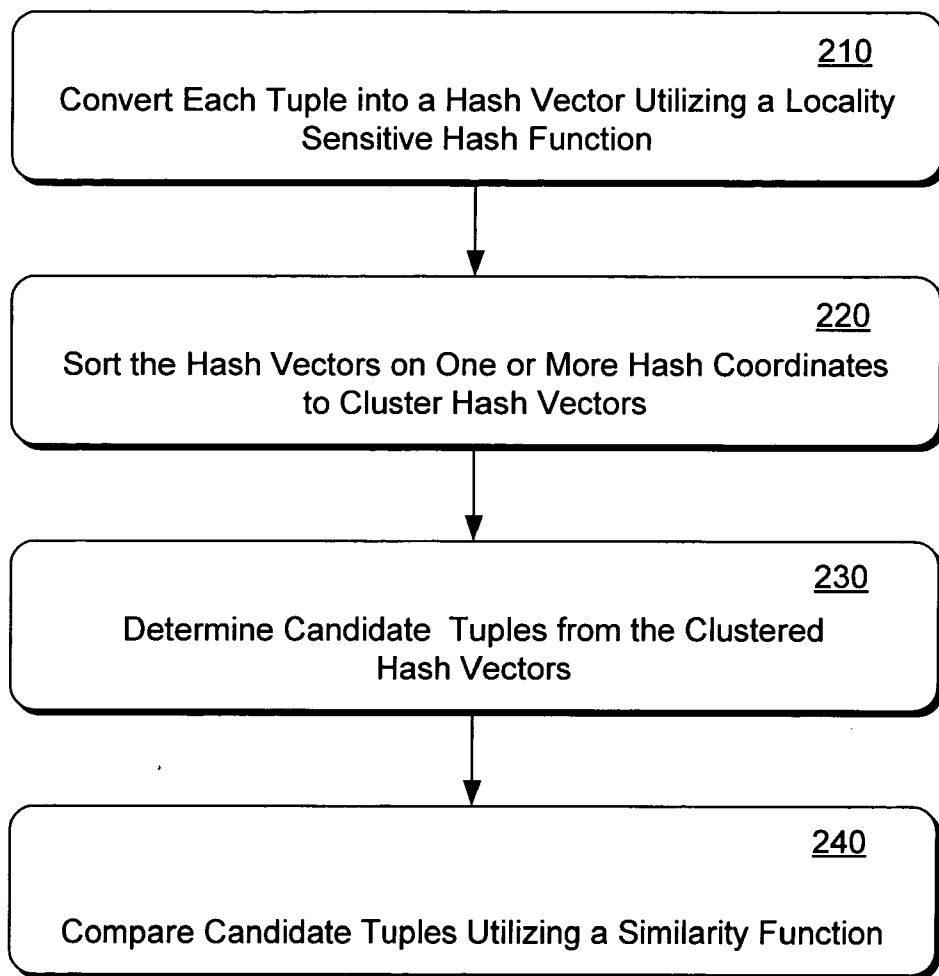 210
Convert Each Tuple into a Hash Vector Utilizing a Locality
Sensitive Hash Function
220
Sort the Hash Vectors on One or More Hash Coordinates
to Cluster Hash Vectors
230
Determine Candidate Tuples from the Clustered
Hash Vectors
240
Compare Candidate Tuples Utilizing a Similarity Function